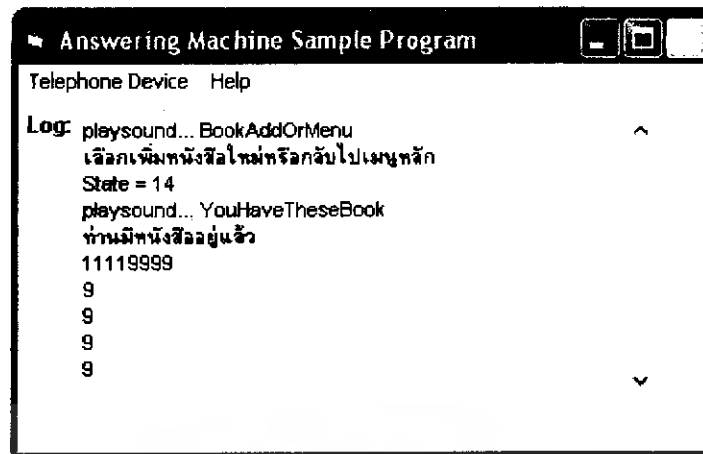 Answering Machine Sample Program
Telephone Device Help
Log: playsound... BookAddOrMenu
เลือกเพิ่มหนังสือใหม่หรือกลับไปเมนูหลัก
State = 14
playsound... YouHaveTheseBook
ท่านมีหนังสืออยู่แล้ว
11119999
9
9
9
9